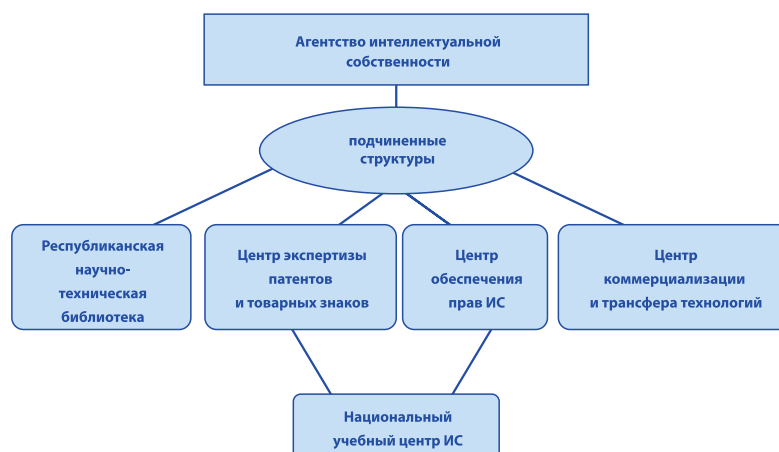 Агентство интеллектуальной
собственности
подчиненные
структуры
Республиканская
научно-
техническая
библиотека
Центр экспертизы
патентов
и товарных знаков
Центр
обеспечения
прав ИС
Центр
коммерциализации
и трансфера технологий
Национальный
учебный центр ИС